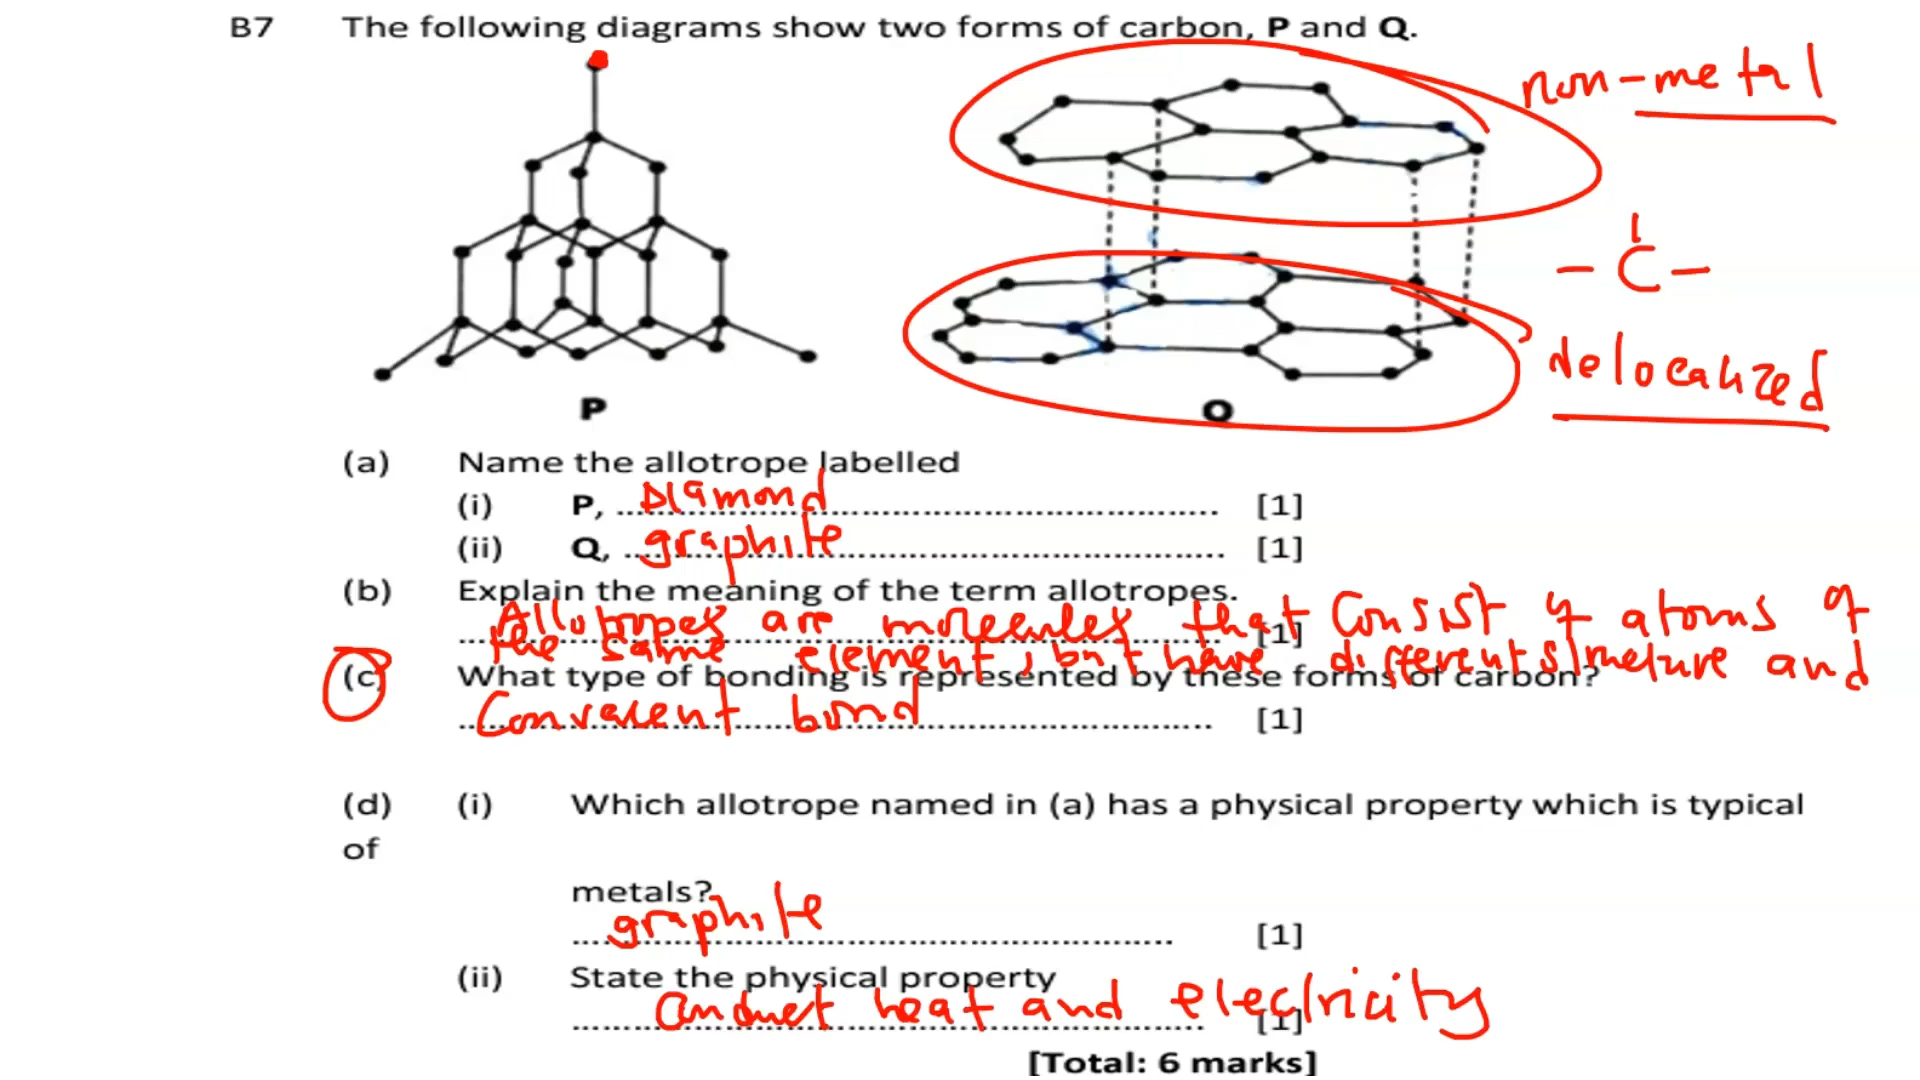 B7 The following diagrams show two forms of carbon, P and Q.
non-metal
- C -
delocalized
P
Q
(a) Name the allotrope labelled
(i) P, Diamond [1]
(ii) Q, graphite [1]
(b) Explain the meaning of the term allotropes.
Allotropes are molecules that consist of atoms of
the same element, but have different structure and [1]
(c) What type of bonding is represented by these forms of carbon?
Convalent bond [1]
(d) (i) Which allotrope named in (a) has a physical property which is typical
of
metals?
graphite [1]
(ii) State the physical property
conduct heat and electricity [1]
[Total: 6 marks]